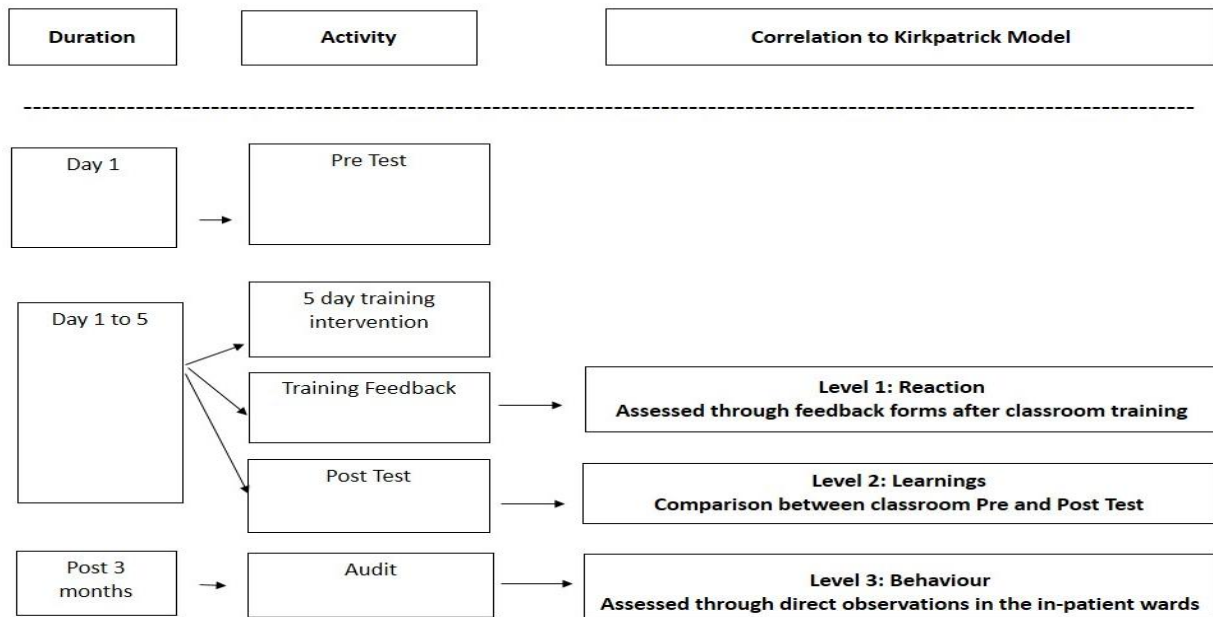 Duration
Activity
Correlation to Kirkpatrick Model
Day 1
Pre Test
Day 1 to 5
5 day training
intervention
Training Feedback
Level 1: Reaction
Assessed through feedback forms after classroom training
Post Test
Level 2: Learnings
Comparison between classroom Pre and Post Test
Post 3
months
Audit
Level 3: Behaviour
Assessed through direct observations in the in-patient wards